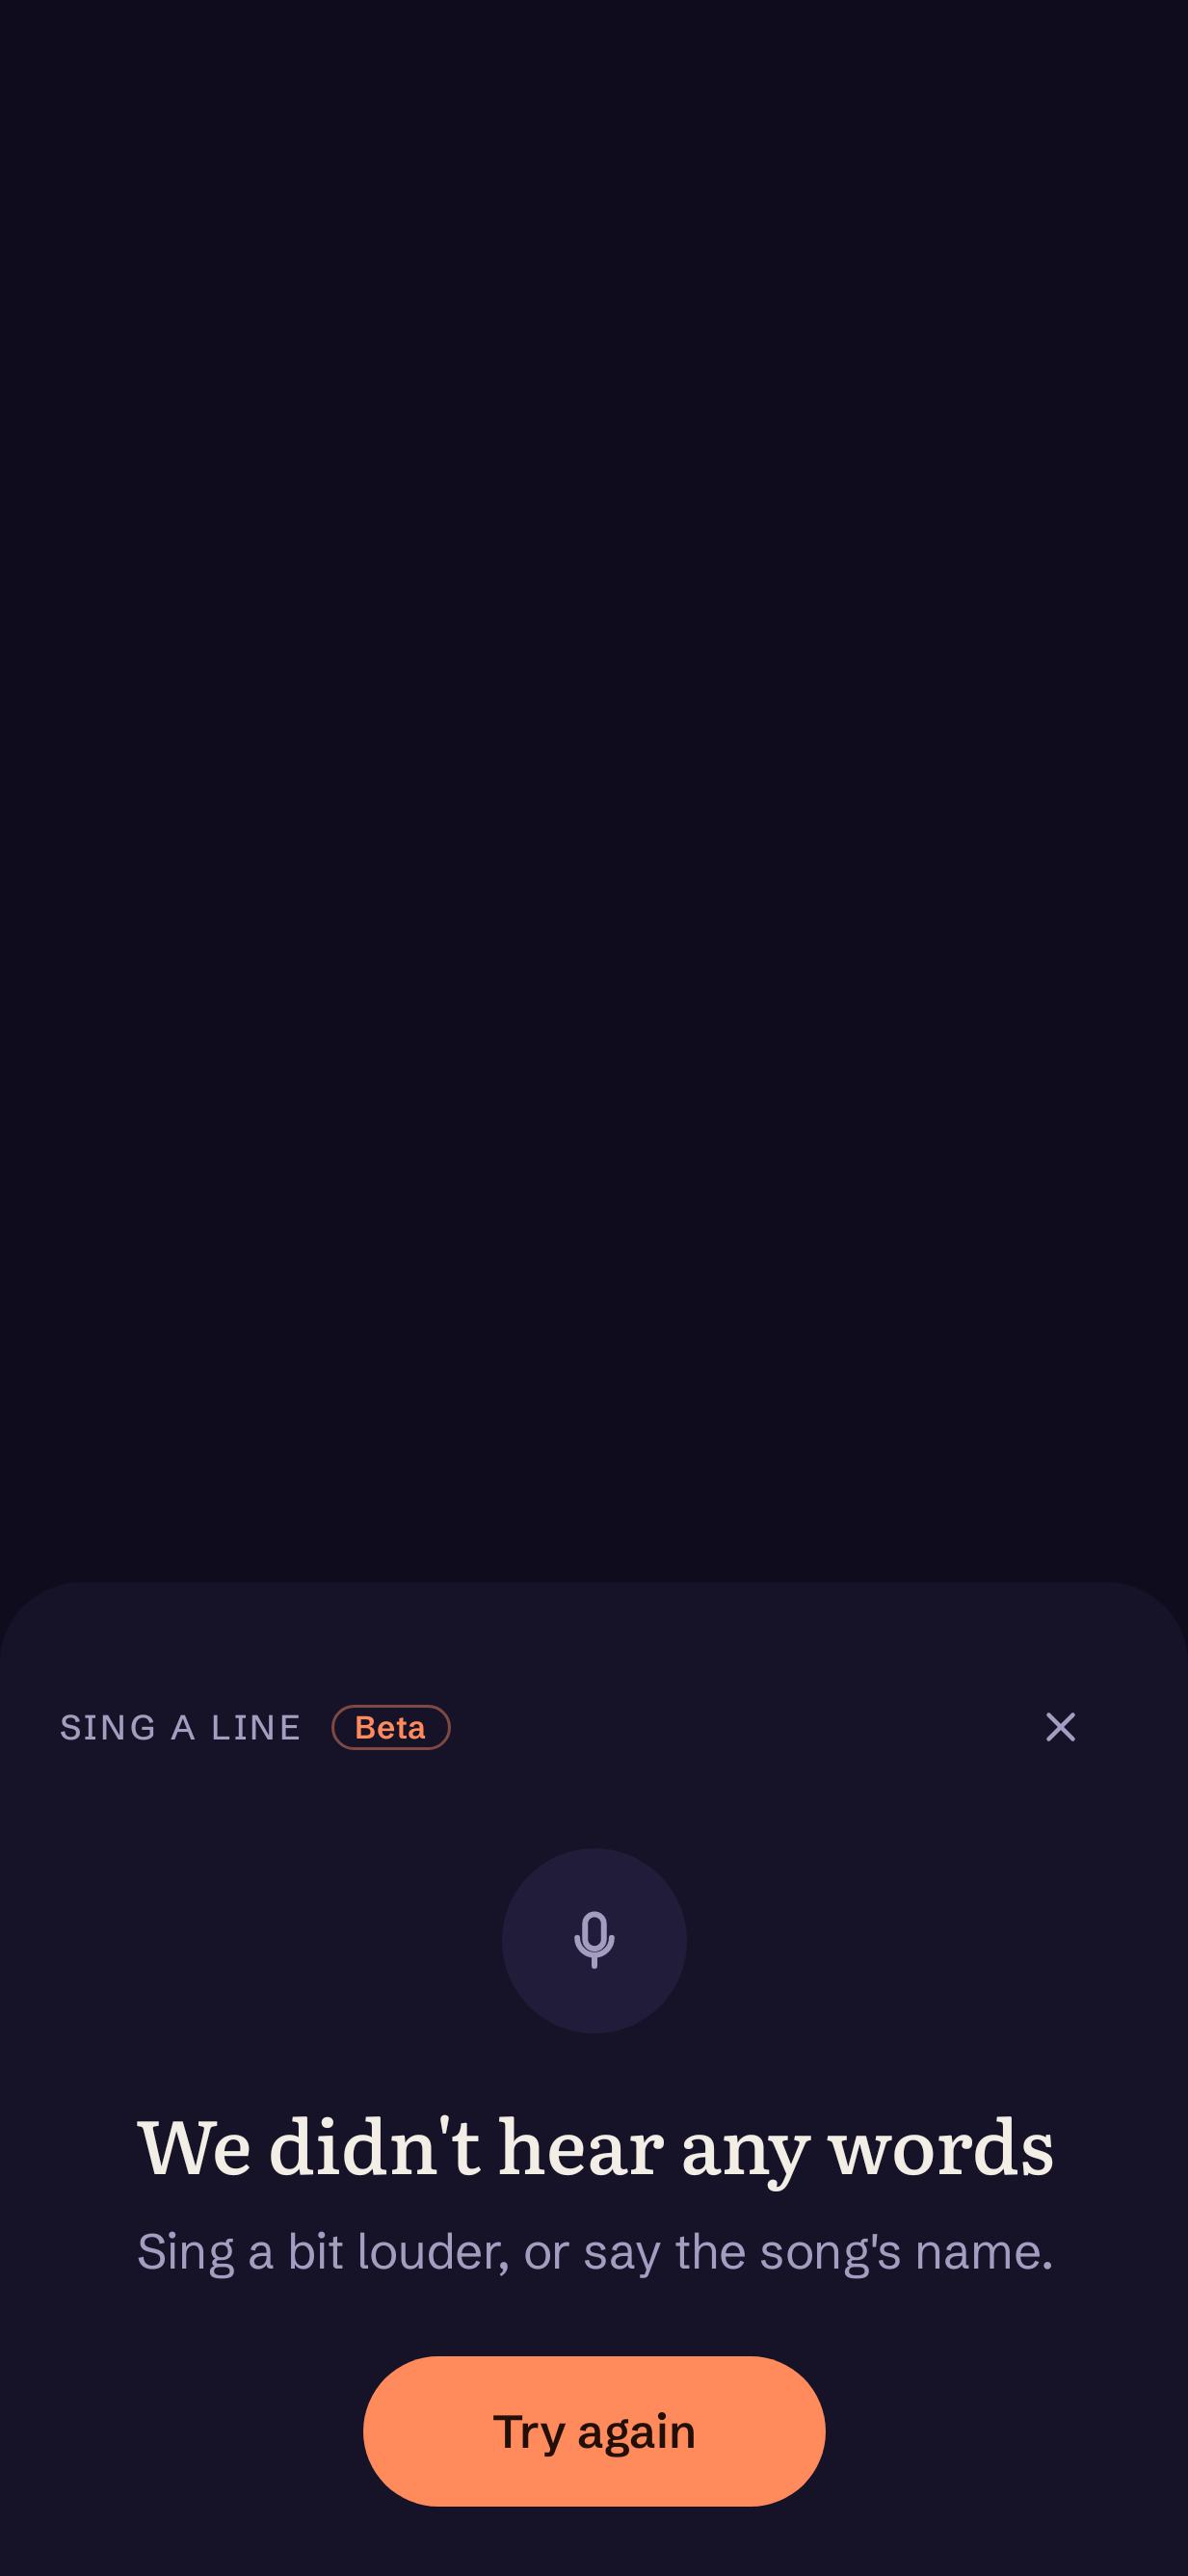 SING A LINE Beta
We didn't hear any words
Sing a bit louder, or say the song's name.
Try again